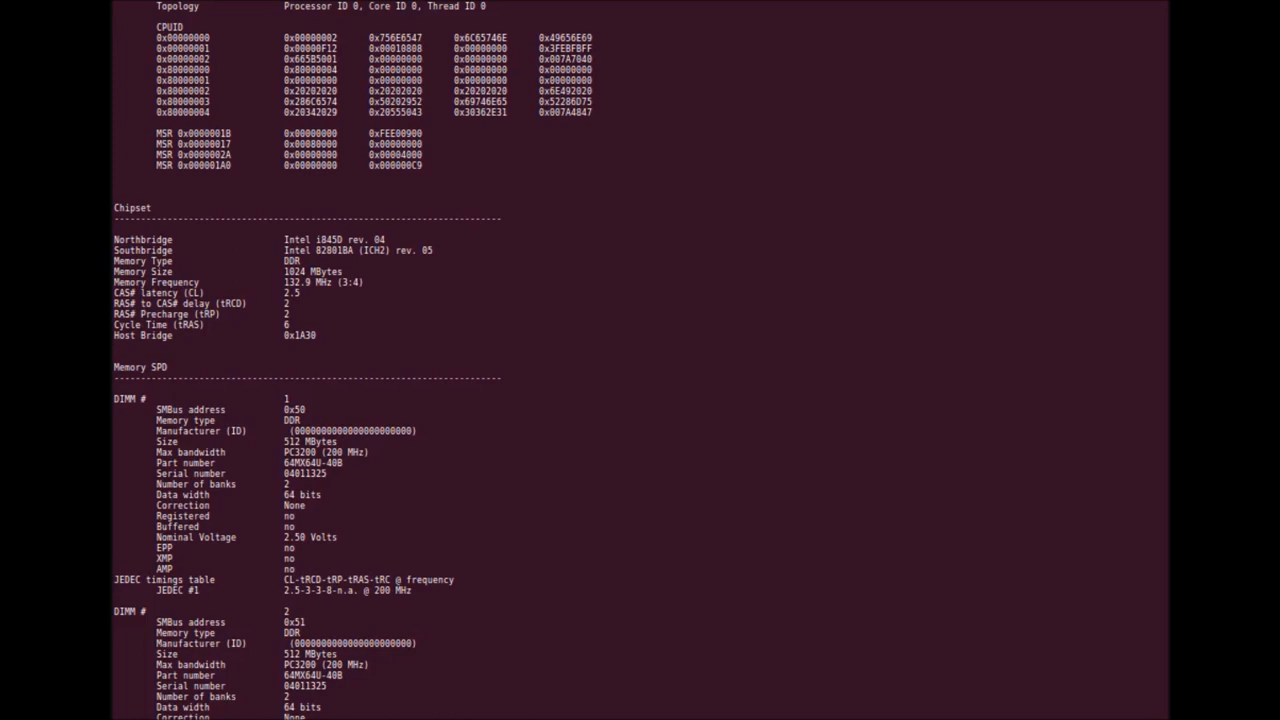 Topology Processor ID 0, Core ID 0, Thread ID 0
CPUID
0x00000000 0x00000002 0x756E6547 0x6C65746E 0x49656E69
0x00000001 0x00000F12 0x00010808 0x00000000 0x3FEBFBFF
0x00000002 0x665B5001 0x00000000 0x00000000 0x007A7040
0x80000000 0x80000004 0x00000000 0x00000000 0x00000000
0x80000001 0x00000000 0x00000000 0x00000000 0x00000000
0x80000002 0x20202020 0x20202020 0x20202020 0x6E492020
0x80000003 0x286C6574 0x50202952 0x69746E65 0x52286D75
0x80000004 0x20342029 0x20555043 0x30362E31 0x007A4847
MSR 0x0000001B 0x00000000 0xFEE00900
MSR 0x00000017 0x00080000 0x00000000
MSR 0x0000002A 0x00000000 0x00004000
MSR 0x000001A0 0x00000000 0x000000C9
Chipset
-------------------------------------------------------------------------
Northbridge Intel i845D rev. 04
Southbridge Intel 82801BA (ICH2) rev. 05
Memory Type DDR
Memory Size 1024 MBytes
Memory Frequency 132.9 MHz (3:4)
CAS# latency (CL) 2.5
RAS# to CAS# delay (tRCD) 2
RAS# Precharge (tRP) 2
Cycle Time (tRAS) 6
Host Bridge 0x1A30
Memory SPD
-------------------------------------------------------------------------
DIMM # 1
SMBus address 0x50
Memory type DDR
Manufacturer (ID) (0000000000000000000000)
Size 512 MBytes
Max bandwidth PC3200 (200 MHz)
Part number 64MX64U-40B
Serial number 04011325
Number of banks 2
Data width 64 bits
Correction None
Registered no
Buffered no
Nominal Voltage 2.50 Volts
EPP no
XMP no
AMP no
JEDEC timings table CL-tRCD-tRP-tRAS-tRC @ frequency
JEDEC #1 2.5-3-3-8-n.a. @ 200 MHz
DIMM # 2
SMBus address 0x51
Memory type DDR
Manufacturer (ID) (0000000000000000000000)
Size 512 MBytes
Max bandwidth PC3200 (200 MHz)
Part number 64MX64U-40B
Serial number 04011325
Number of banks 2
Data width 64 bits
Correction None